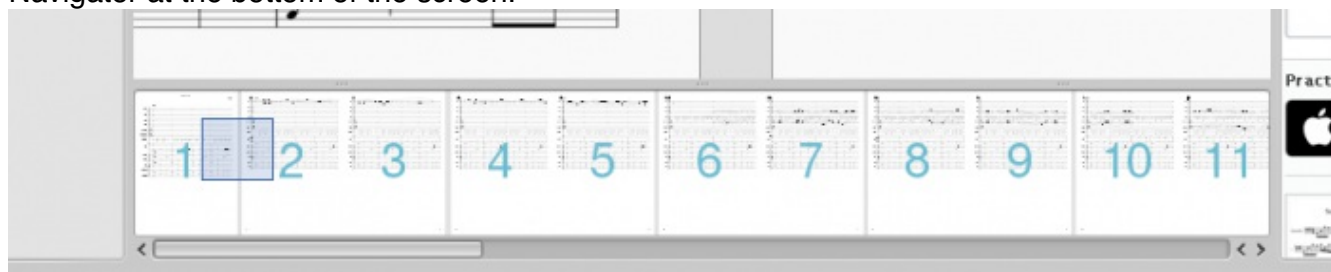 Navigator at the bottom of the screen.
Pract
1 2 3 4 5 6 7 8 9 10 11